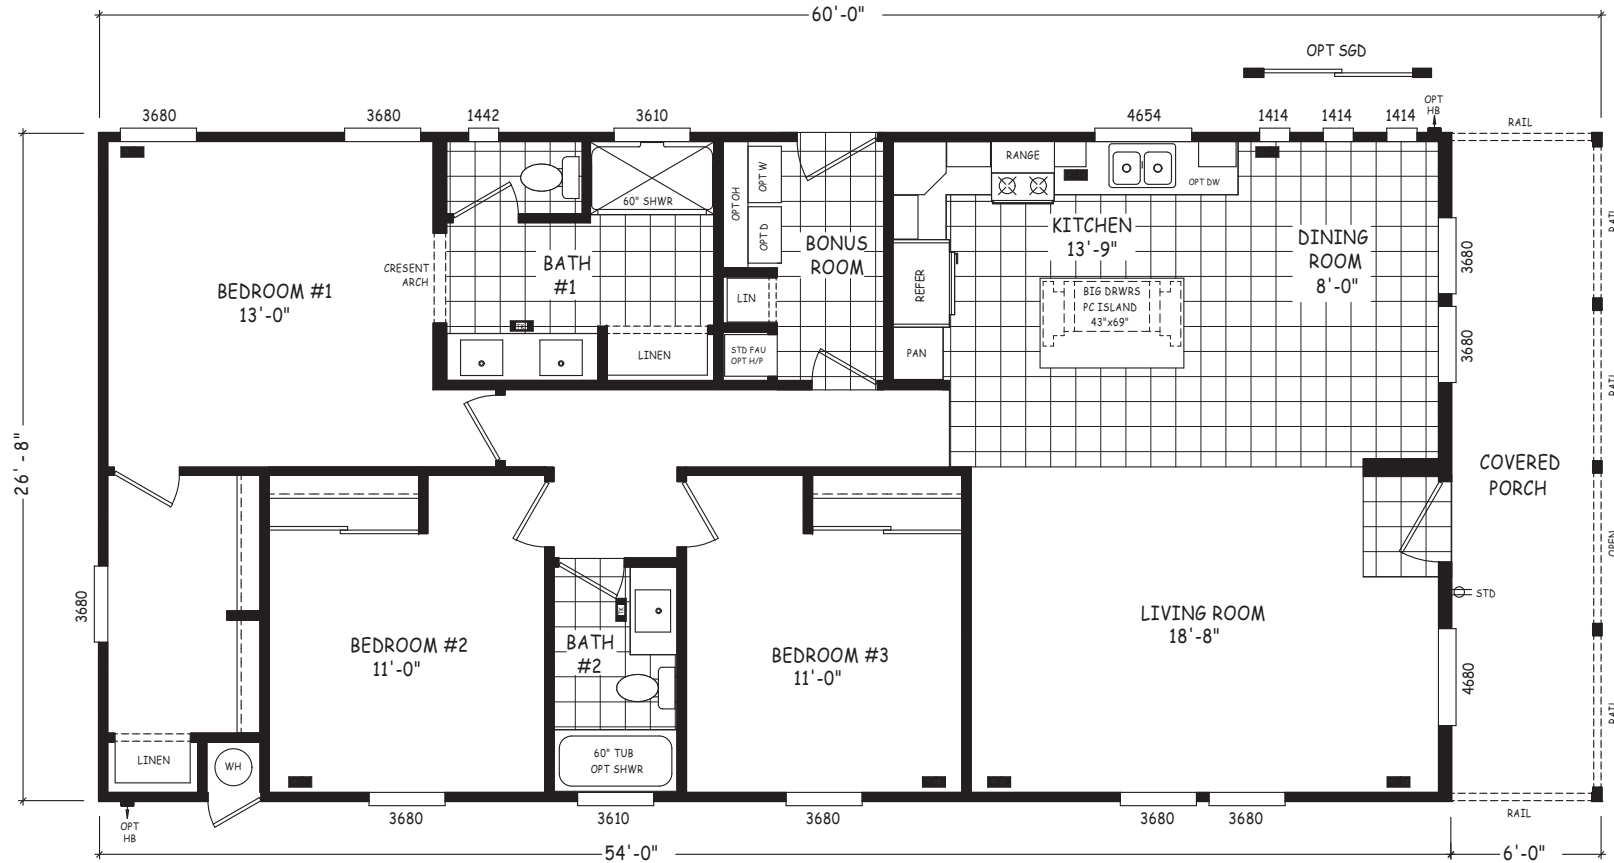 60'-0"
OPT SGD
3680
3680
1442
3610
4654
1414
1414
1414
OPT
HB
RAIL
RANGE
OPT DW
60" SHWR
OPT OH
OPT W
OPT D
KITCHEN
13'-9"
DINING
ROOM
8'-0"
BONUS
ROOM
BATH
#1
CRESENT
ARCH
BEDROOM #1
13'-0"
REFER
BIG DRWRS
PC ISLAND
43"x69"
LIN
STD FAU
OPT H/P
LINEN
PAN
3680
3680
RAIL
RAIL
26'-8"
COVERED
PORCH
OPEN
STD
3680
LIVING ROOM
18'-8"
BEDROOM #2
11'-0"
BATH
#2
BEDROOM #3
11'-0"
4680
RAIL
LINEN
WH
60" TUB
OPT SHWR
OPT
HB
3680
3610
3680
3680
3680
RAIL
54'-0"
6'-0"